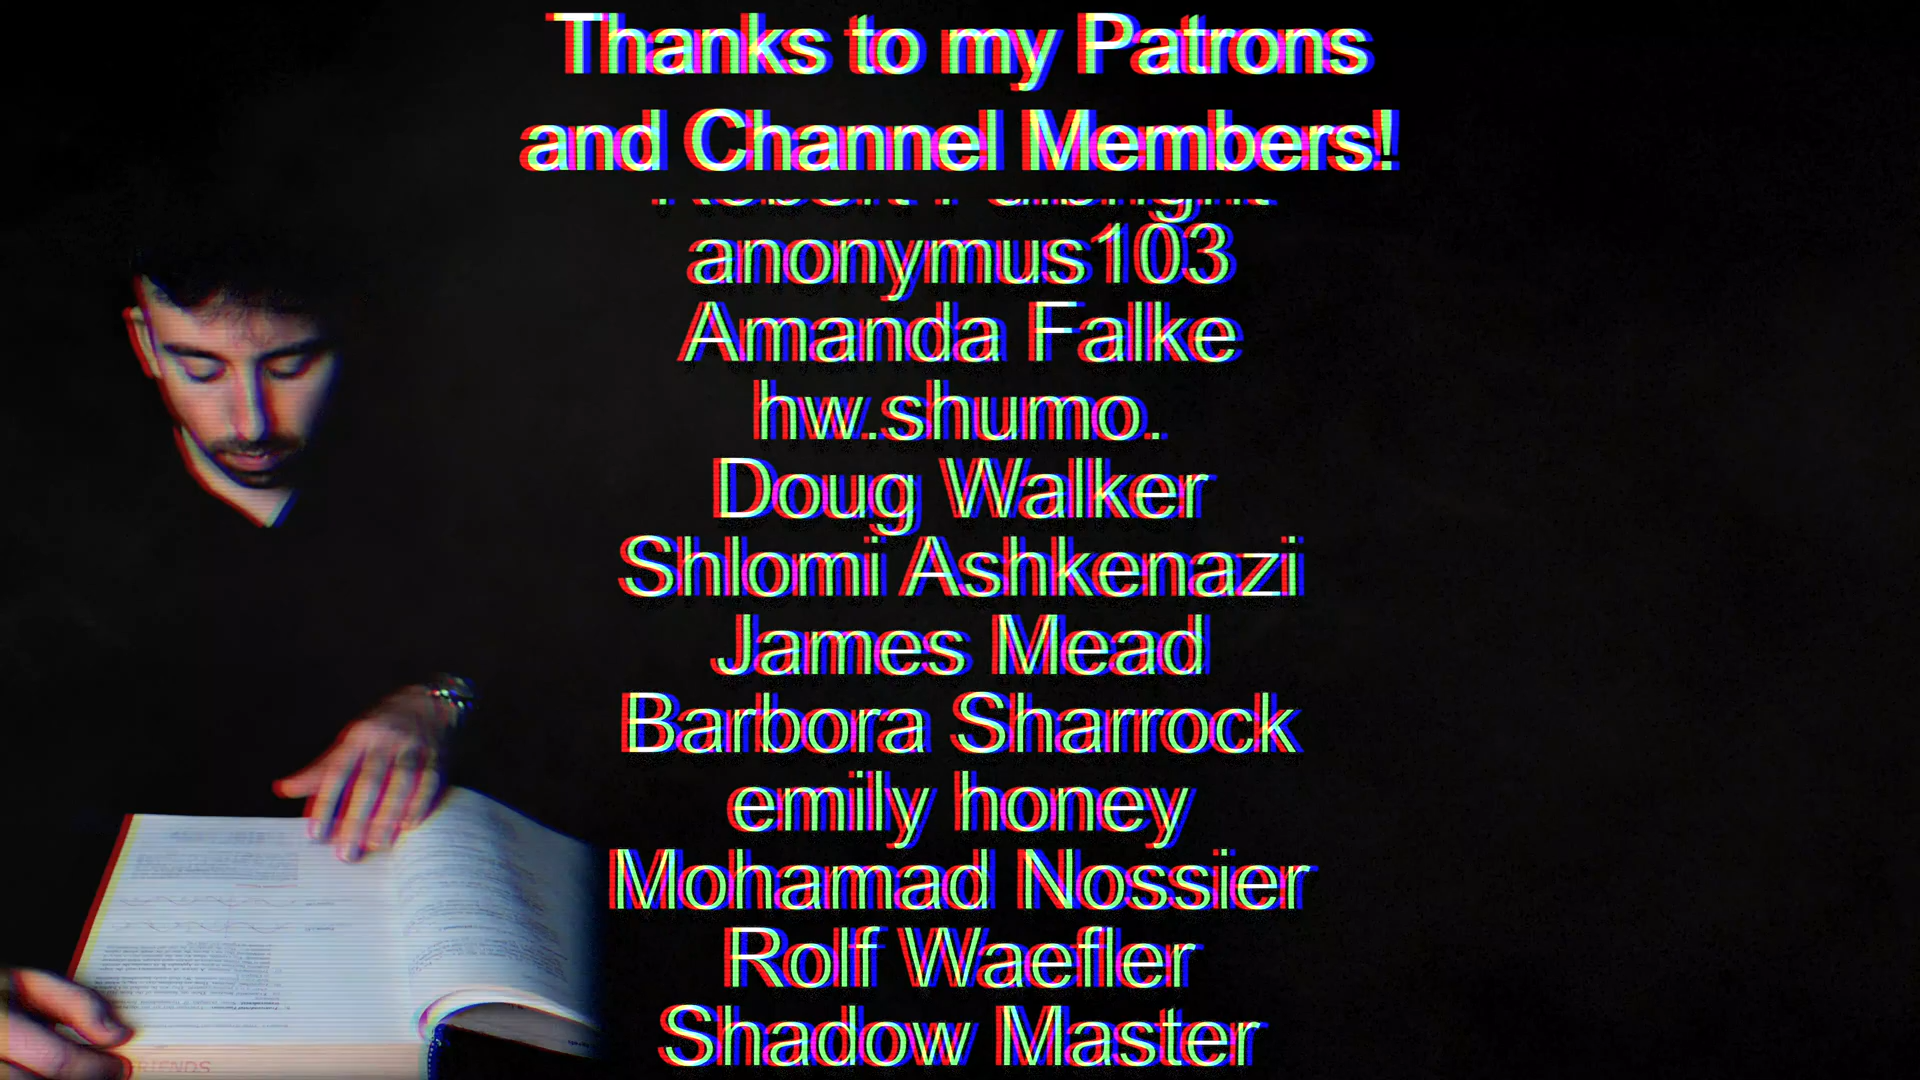 Thanks to my Patrons
and Channel Members!
anonymus103
Amanda Falke
hw.shumo.
Doug Walker
Shlomi Ashkenazi
James Mead
Barbora Sharrock
emily honey
Mohamad Nossier
Rolf Waefler
Shadow Master